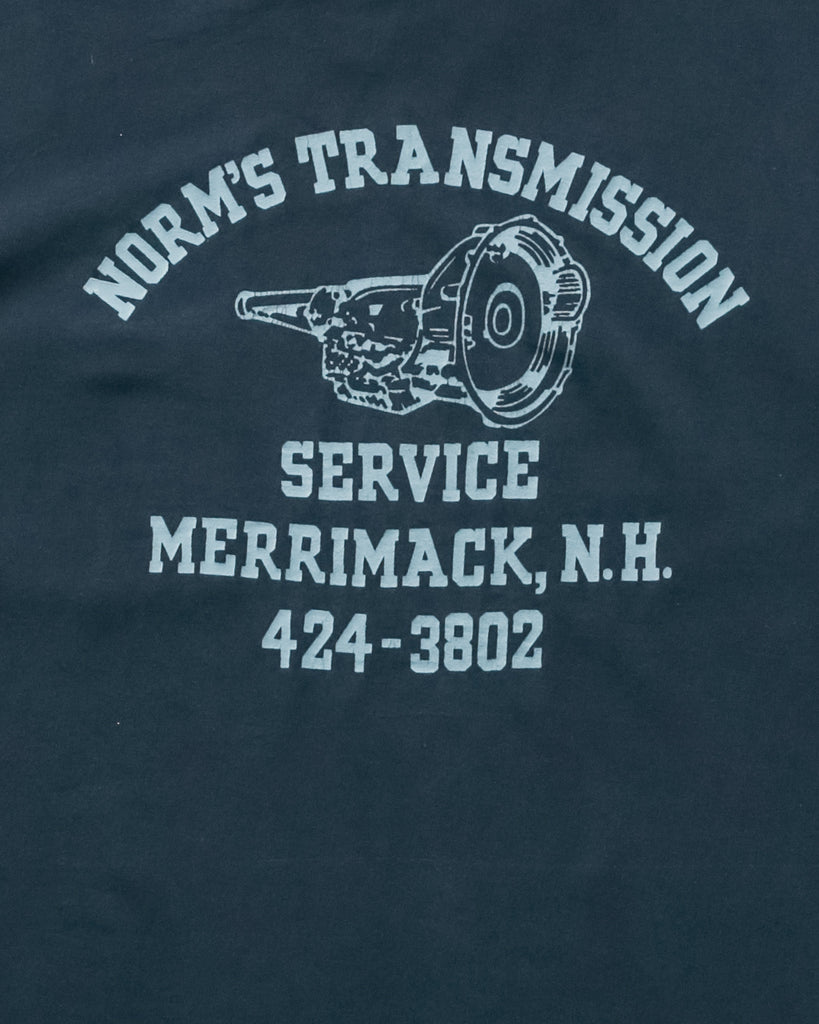 NORM'S TRANSMISSION
SERVICE
MERRIMACK, N.H.
424-3802